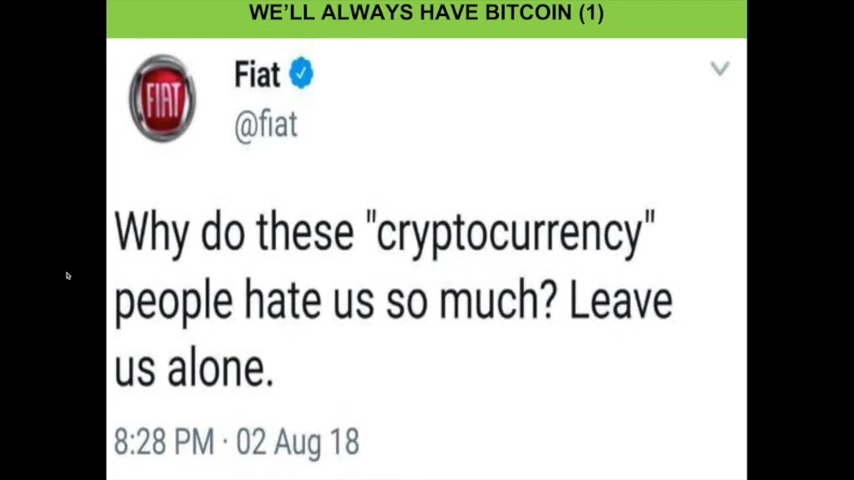 WE'LL ALWAYS HAVE BITCOIN (1)
FIAT
Fiat
@fiat
Why do these "cryptocurrency"
people hate us so much? Leave
us alone.
8:28 PM · 02 Aug 18